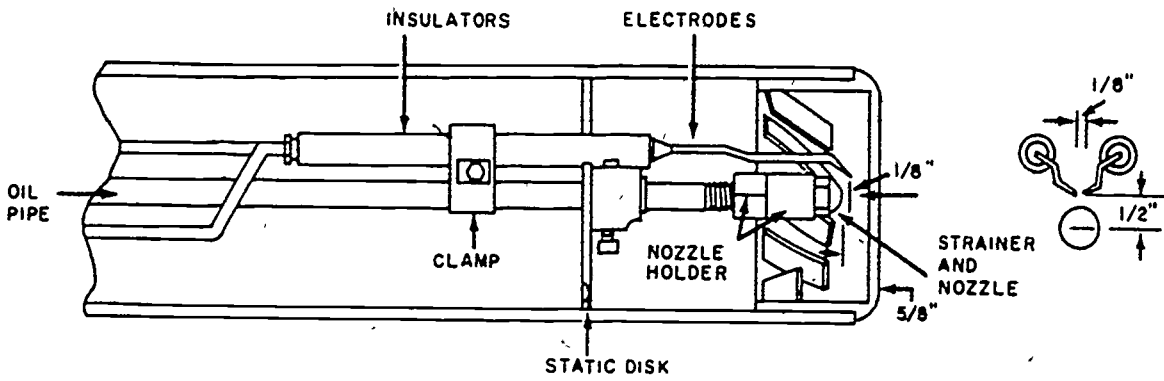 INSULATORS
ELECTRODES
1/8"
OIL
PIPE
1/8"
1/2"
CLAMP
NOZZLE
HOLDER
STRAINER
AND
NOZZLE
5/8"
STATIC DISK